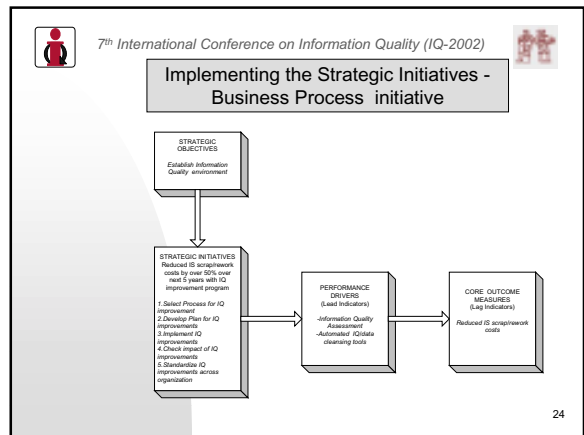 7th International Conference on Information Quality (IQ-2002)
Implementing the Strategic Initiatives -
Business Process initiative
STRATEGIC
OBJECTIVES
Establish Information
Quality environment
STRATEGIC INITIATIVES
Reduced IS scrap/rework
costs by over 50% over
next 5 years with IQ
improvement program
1.Select Process for IQ
improvement
2.Develop Plan for IQ
improvements
3.Implement IQ
improvements
4.Check impact of IQ
improvements
5.Standardize IQ
improvements across
organization
PERFORMANCE
DRIVERS
(Lead Indicators)
-Information Quality
Assessment
-Automated IQ/data
cleansing tools
CORE OUTCOME
MEASURES
(Lag Indicators)
Reduced IS scrap/rework
costs
24